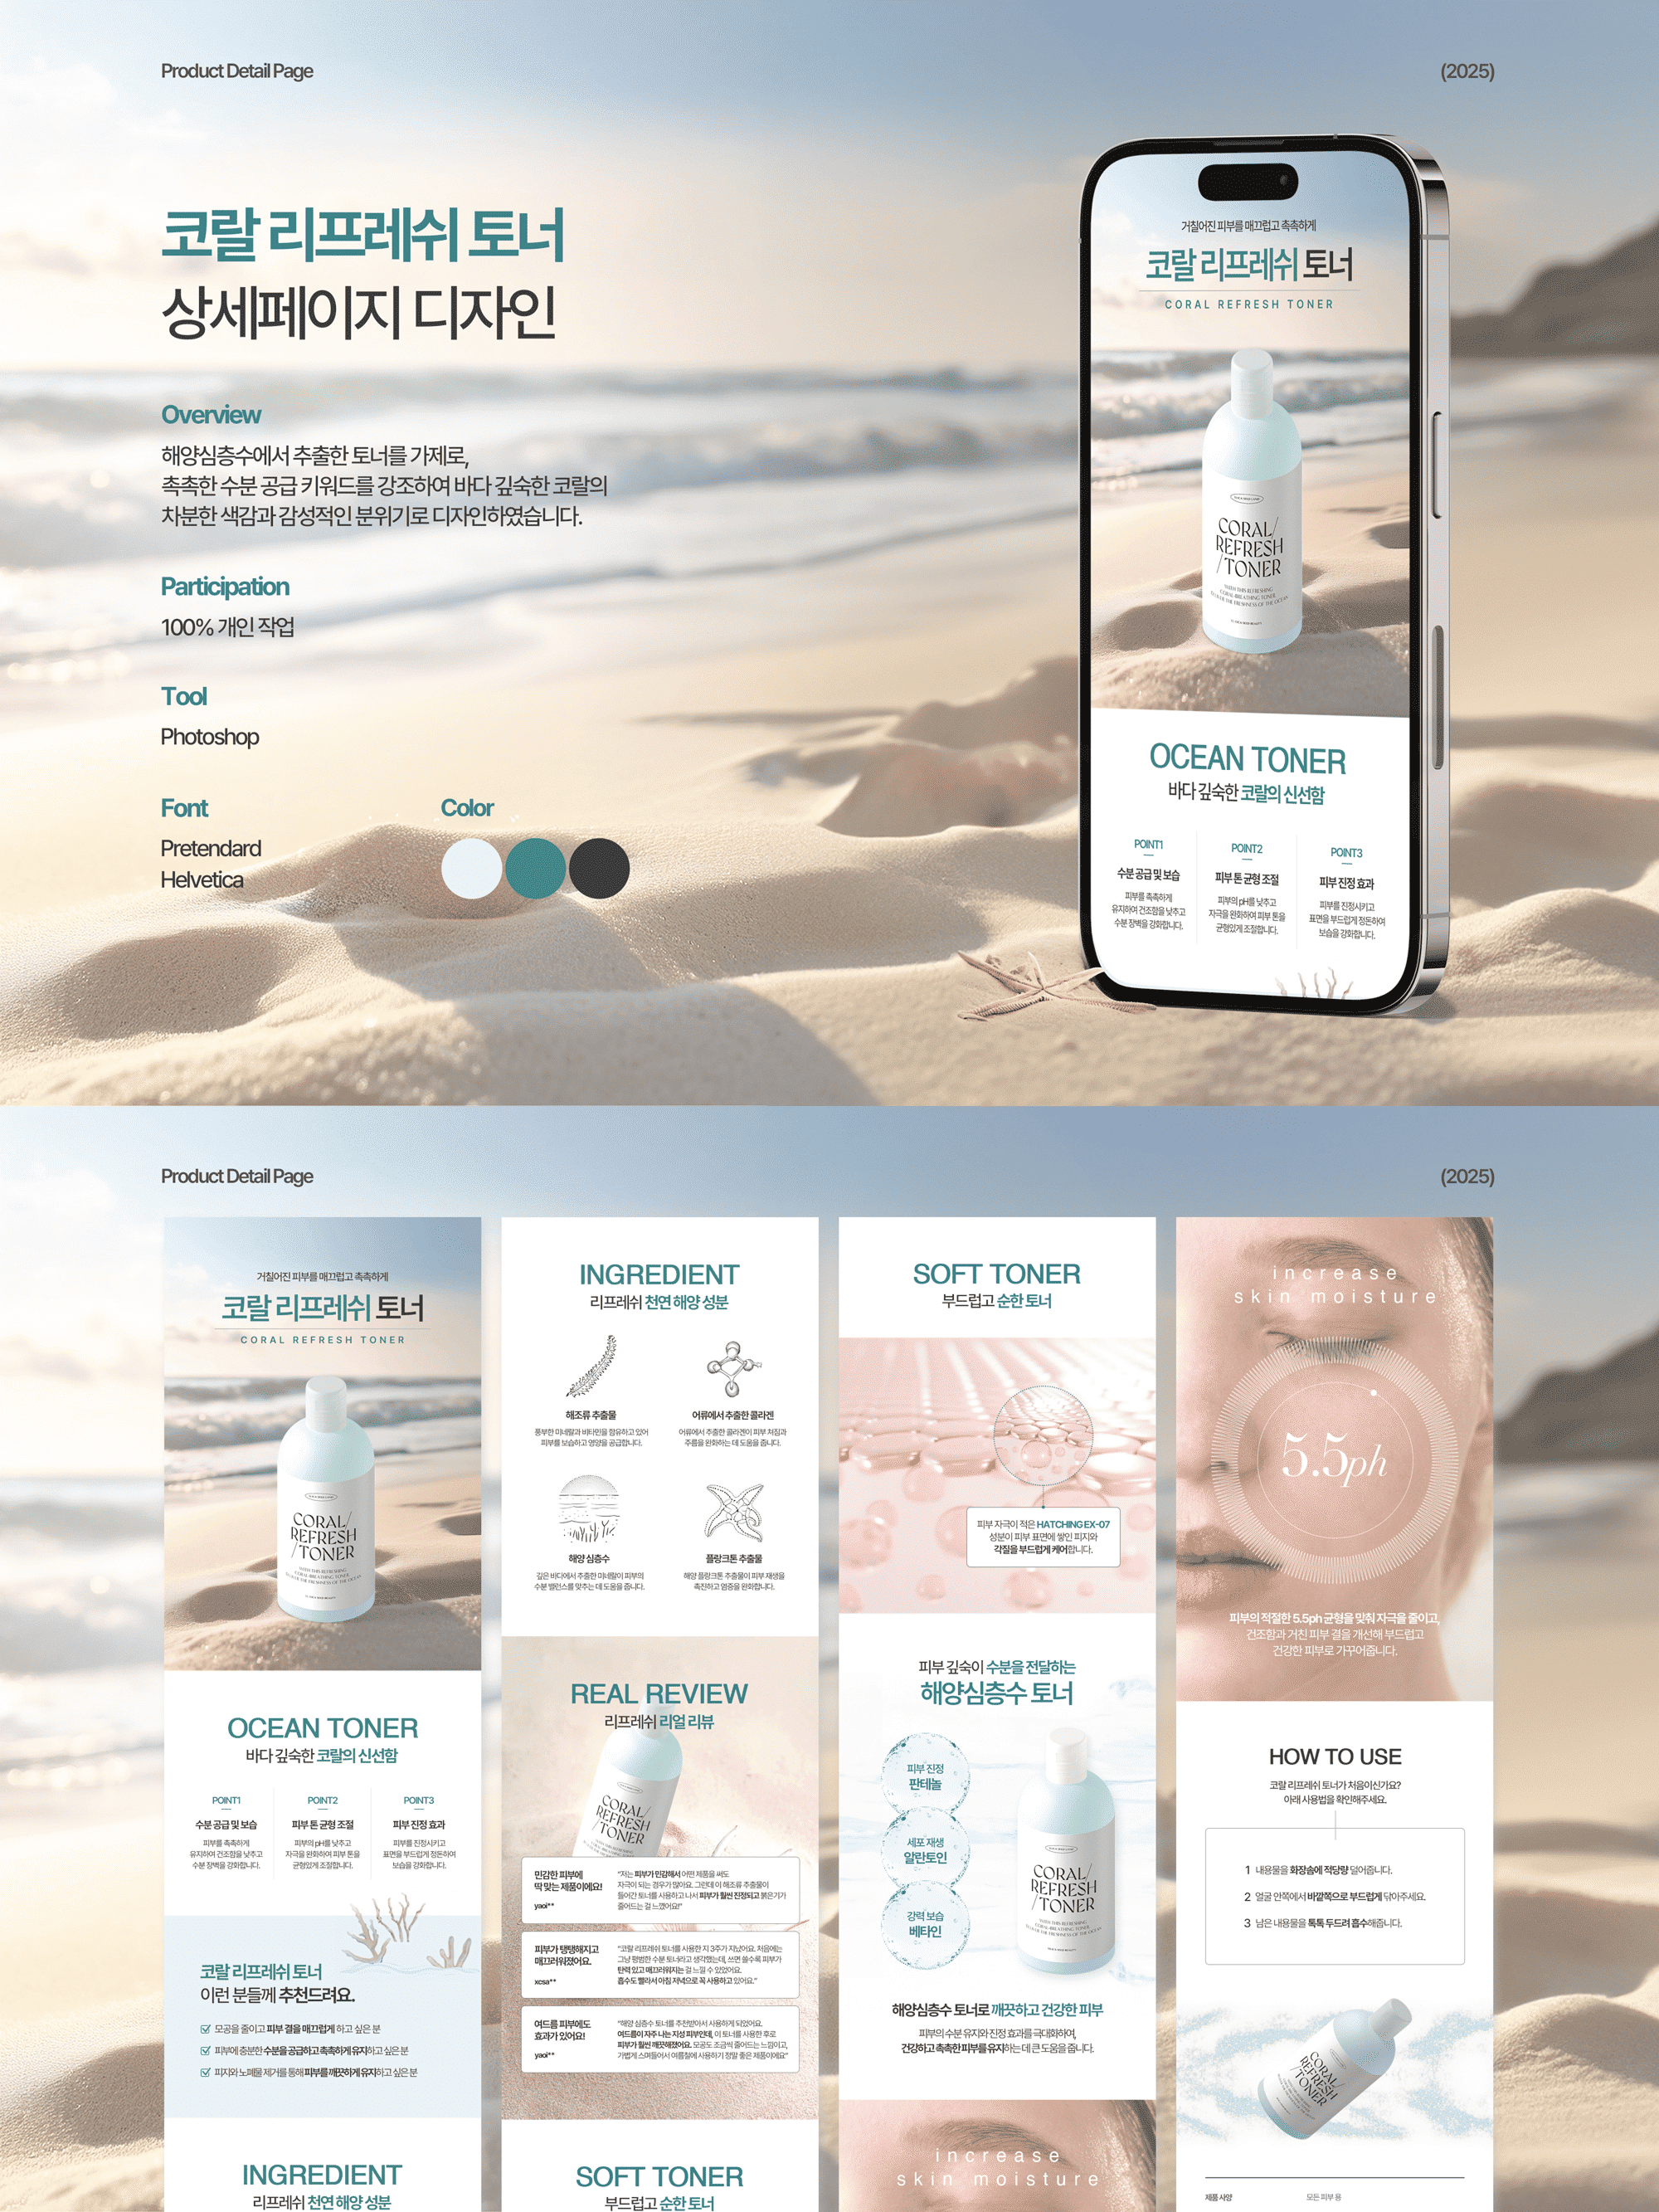 Product Detail Page
(2025)
코랄 리프레쉬 토너
상세페이지 디자인
Overview
해양심층수에서 추출한 토너를 가제로,
촉촉한 수분 공급 키워드를 강조하여 바다 깊숙한 코랄의
차분한 색감과 감성적인 분위기로 디자인하였습니다.
Participation
100% 개인 작업
Tool
Photoshop
Font
Pretendard
Helvetica
Color
거칠어진 피부를 매끄럽고 촉촉하게
코랄 리프레쉬 토너
CORAL REFRESH TONER
CORAL/
REFRESH
/TONER
WITH THIS REFRESHING
CORAL-BREATHING TONER,
OF THE FRESHNESS OF THE OCEAN
OCEAN TONER
바다 깊숙한 코랄의 신선함
POINT1
수분 공급 및 보습
피부를 촉촉하게
유지하여 건조함을 낮추고
수분 장벽을 강화합니다.
POINT2
피부 톤 균형 조절
피부의 pH를 낮추고
자극을 완화하여 피부 톤을
균형있게 조절합니다.
POINT3
피부 진정 효과
피부를 진정시키고
표면을 부드럽게 정돈하여
보습을 강화합니다.
Product Detail Page
(2025)
거칠어진 피부를 매끄럽고 촉촉하게
코랄 리프레쉬 토너
CORAL REFRESH TONER
CORAL/
REFRESH
/TONER
OCEAN TONER
바다 깊숙한 코랄의 신선함
POINT1
수분 공급 및 보습
피부를 촉촉하게
유지하여 건조함을 낮추고
수분 장벽을 강화합니다.
POINT2
피부 톤 균형 조절
피부의 pH를 낮추고
자극을 완화하여 피부 톤을
균형있게 조절합니다.
POINT3
피부 진정 효과
피부를 진정시키고
표면을 부드럽게 정돈하여
보습을 강화합니다.
코랄 리프레쉬 토너
이런 분들께 추천드려요.
모공을 줄이고 피부 결을 매끄럽게 하고 싶은 분
피부에 충분한 수분을 공급하고 촉촉하게 유지하고 싶은 분
피지와 노폐물 제거를 통해 피부를 깨끗하게 유지하고 싶은 분
INGREDIENT
리프레쉬 천연 해양 성분
INGREDIENT
리프레쉬 천연 해양 성분
해조류 추출물
풍부한 미네랄과 비타민을 함유하고 있어
피부를 보습하고 영양을 공급합니다.
어류에서 추출한 콜라겐
어류에서 추출한 콜라겐이 피부 처짐과
주름을 완화하는 데 도움을 줍니다.
해양 심층수
깊은 바다에서 추출한 미네랄이 피부의
수분 밸런스를 맞추는 데 도움을 줍니다.
플랑크톤 추출물
해양 플랑크톤 추출물이 피부 재생을
촉진하고 염증을 완화합니다.
REAL REVIEW
리프레쉬 리얼 리뷰
CORAL/
REFRESH
/TONER
민감한 피부에
딱 맞는 제품이에요!
yaoi**
"저는 피부가 민감해서 어떤 제품을 써도
자극이 되는 경우가 많아요. 그런데 이 해조류 추출물이
들어간 토너를 사용하고 나서 피부가 훨씬 진정되고 붉은기가
줄어드는 걸 느꼈어요!"
피부가 탱탱해지고
매끄러워졌어요.
xcsa**
"코랄 리프레쉬 토너를 사용한 지 3주가 지났어요. 처음에는
그냥 평범한 수분 토너라고 생각했는데, 쓰면 쓸수록 피부가
탄력 있고 매끄러워지는 걸 느낄 수 있었어요.
흡수도 빨라서 아침 저녁으로 꼭 사용하고 있어요."
여드름 피부에도
효과가 있어요!
yaoi**
"해양 심층수 토너를 추천받아서 사용하게 되었어요.
여드름이 자주 나는 지성 피부인데, 이 토너를 사용한 후로
피부가 훨씬 깨끗해졌어요. 모공도 조금씩 줄어드는 느낌이고,
가볍게 스며들어서 여름철에 사용하기 정말 좋은 제품이에요"
SOFT TONER
부드럽고 순한 토너
SOFT TONER
부드럽고 순한 토너
피부 자극이 적은 HATCHING EX-07
성분이 피부 표면에 쌓인 피지와
각질을 부드럽게 케어합니다.
피부 깊숙이 수분을 전달하는
해양심층수 토너
피부 진정
판테놀
세포 재생
알란토인
강력 보습
베타인
CORAL/
REFRESH
/TONER
해양심층수 토너로 깨끗하고 건강한 피부
피부의 수분 유지와 진정 효과를 극대화하여,
건강하고 촉촉한 피부를 유지하는 데 큰 도움을 줍니다.
increase
skin moisture
increase
skin moisture
5.5ph
피부의 적절한 5.5ph 균형을 맞춰 자극을 줄이고,
건조함과 거친 피부 결을 개선해 부드럽고
건강한 피부로 가꾸어줍니다.
HOW TO USE
코랄 리프레쉬 토너가 처음이신가요?
아래 사용법을 확인해주세요.
1 내용물을 화장솜에 적당량 덜어줍니다.
2 얼굴 안쪽에서 바깥쪽으로 부드럽게 닦아주세요.
3 남은 내용물을 톡톡 두드려 흡수해줍니다.
CORAL/
REFRESH
/TONER
제품 사양
모든 피부 용